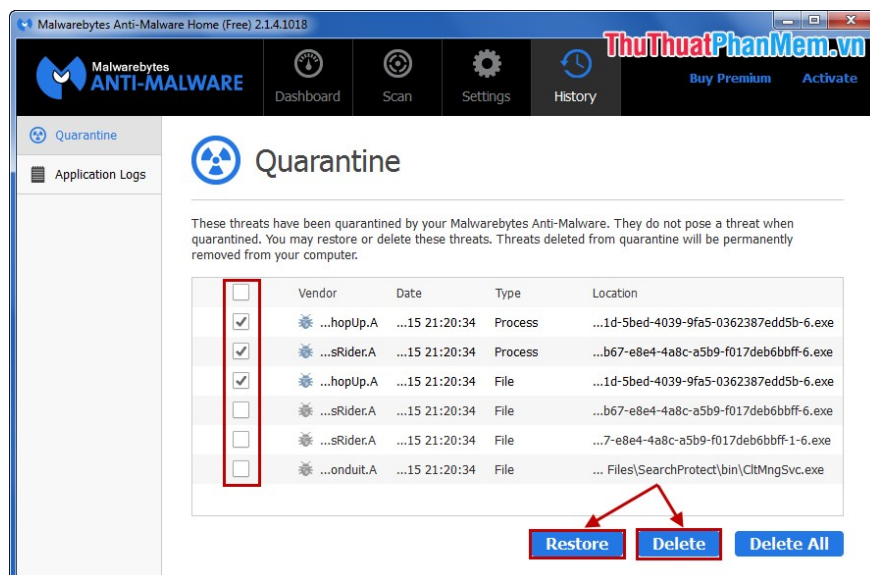 Malwarebytes Anti-Malware Home (Free) 2.1.4.1018
ThuThuatPhanMem.vn
Malwarebytes
ANTI-MALWARE
Dashboard
Scan
Settings
History
Buy Premium
Activate
Quarantine
Application Logs
Quarantine
These threats have been quarantined by your Malwarebytes Anti-Malware. They do not pose a threat when
quarantined. You may restore or delete these threats. Threats deleted from quarantine will be permanently
removed from your computer.
Vendor Date Type Location
...hopUp.A ...15 21:20:34 Process ...1d-5bed-4039-9fa5-0362387edd5b-6.exe
...sRider.A ...15 21:20:34 Process ...b67-e8e4-4a8c-a5b9-f017deb6bbff-6.exe
...hopUp.A ...15 21:20:34 File ...1d-5bed-4039-9fa5-0362387edd5b-6.exe
...sRider.A ...15 21:20:34 File ...b67-e8e4-4a8c-a5b9-f017deb6bbff-6.exe
...sRider.A ...15 21:20:34 File ...7-e8e4-4a8c-a5b9-f017deb6bbff-1-6.exe
...onduit.A ...15 21:20:34 File ... Files\SearchProtect\bin\CltMngSvc.exe
Restore Delete Delete All